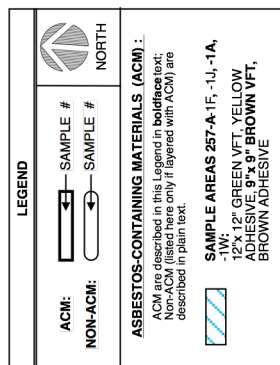 LEGEND
ACM: SAMPLE #
NON-ACM: SAMPLE #
NORTH
ASBESTOS-CONTAINING MATERIALS (ACM) :
ACM are described in this Legend in boldface text;
Non-ACM (listed here only if layered with ACM) are
described in plain text.
SAMPLE AREAS 257-A-1F, -1J, -1A,
-1W:
12"x 12" GREEN VFT, YELLOW
ADHESIVE, 9"x 9" BROWN VFT,
BROWN ADHESIVE